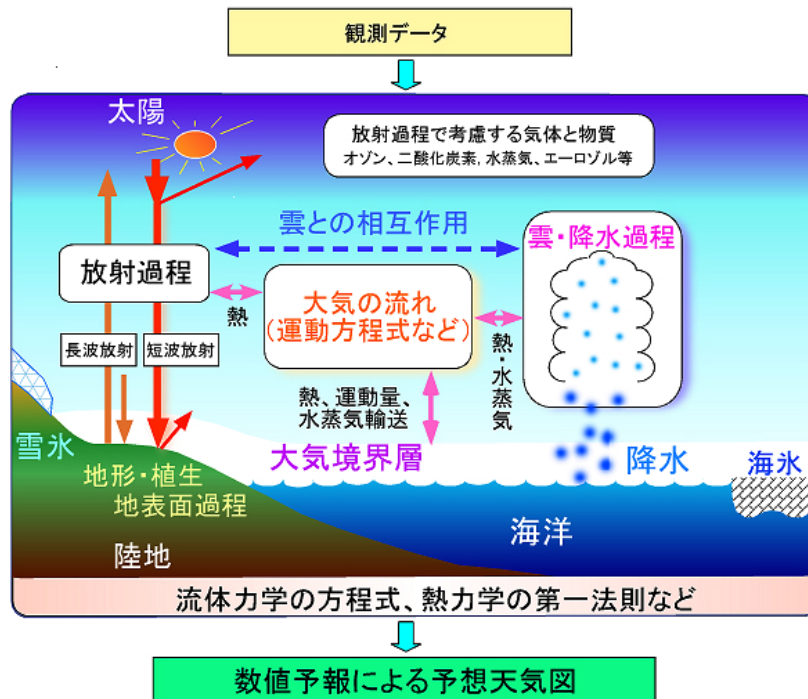 観測データ
太陽
放射過程で考慮する気体と物質
オゾン、二酸化炭素, 水蒸気、エーロゾル等
雲との相互作用
雲・降水過程
放射過程
熱
大気の流れ
(運動方程式など)
熱・水蒸気
長波放射
短波放射
熱、運動量、
水蒸気輸送
雪氷
大気境界層
降水
海氷
地形・植生
地表面過程
海洋
陸地
流体力学の方程式、熱力学の第一法則など
数値予報による予想天気図